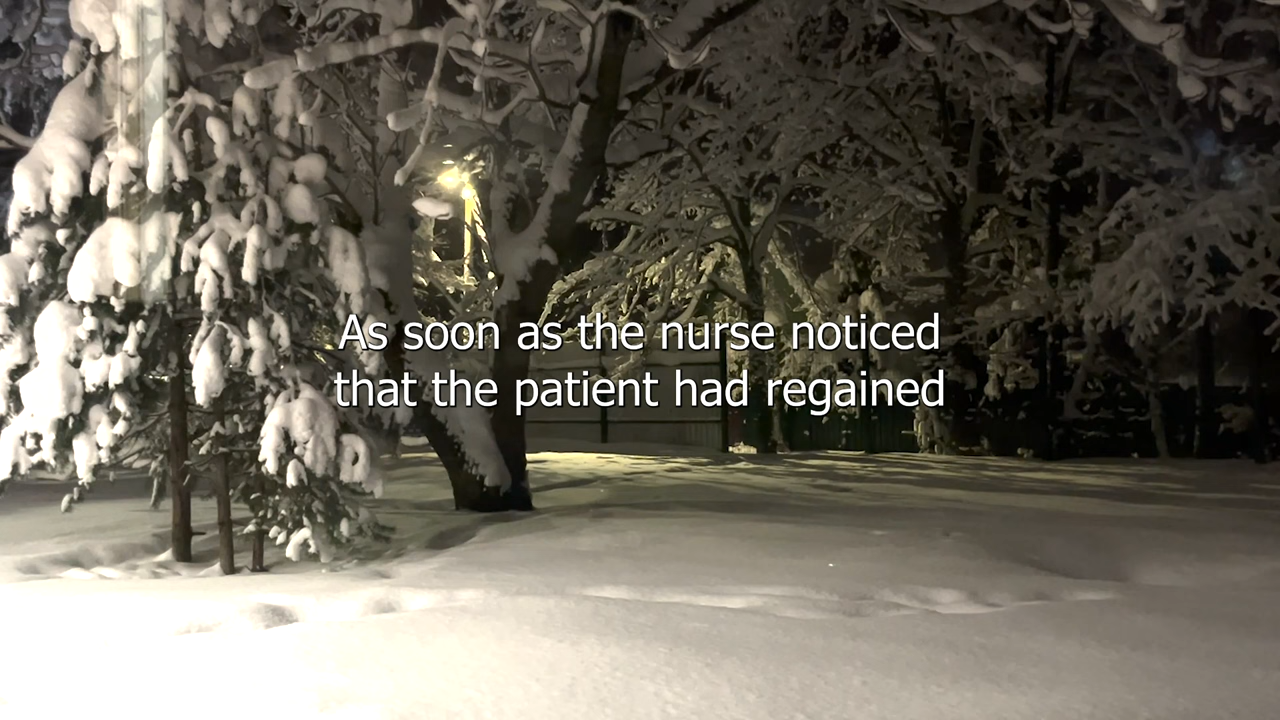 As soon as the nurse noticed
that the patient had regained